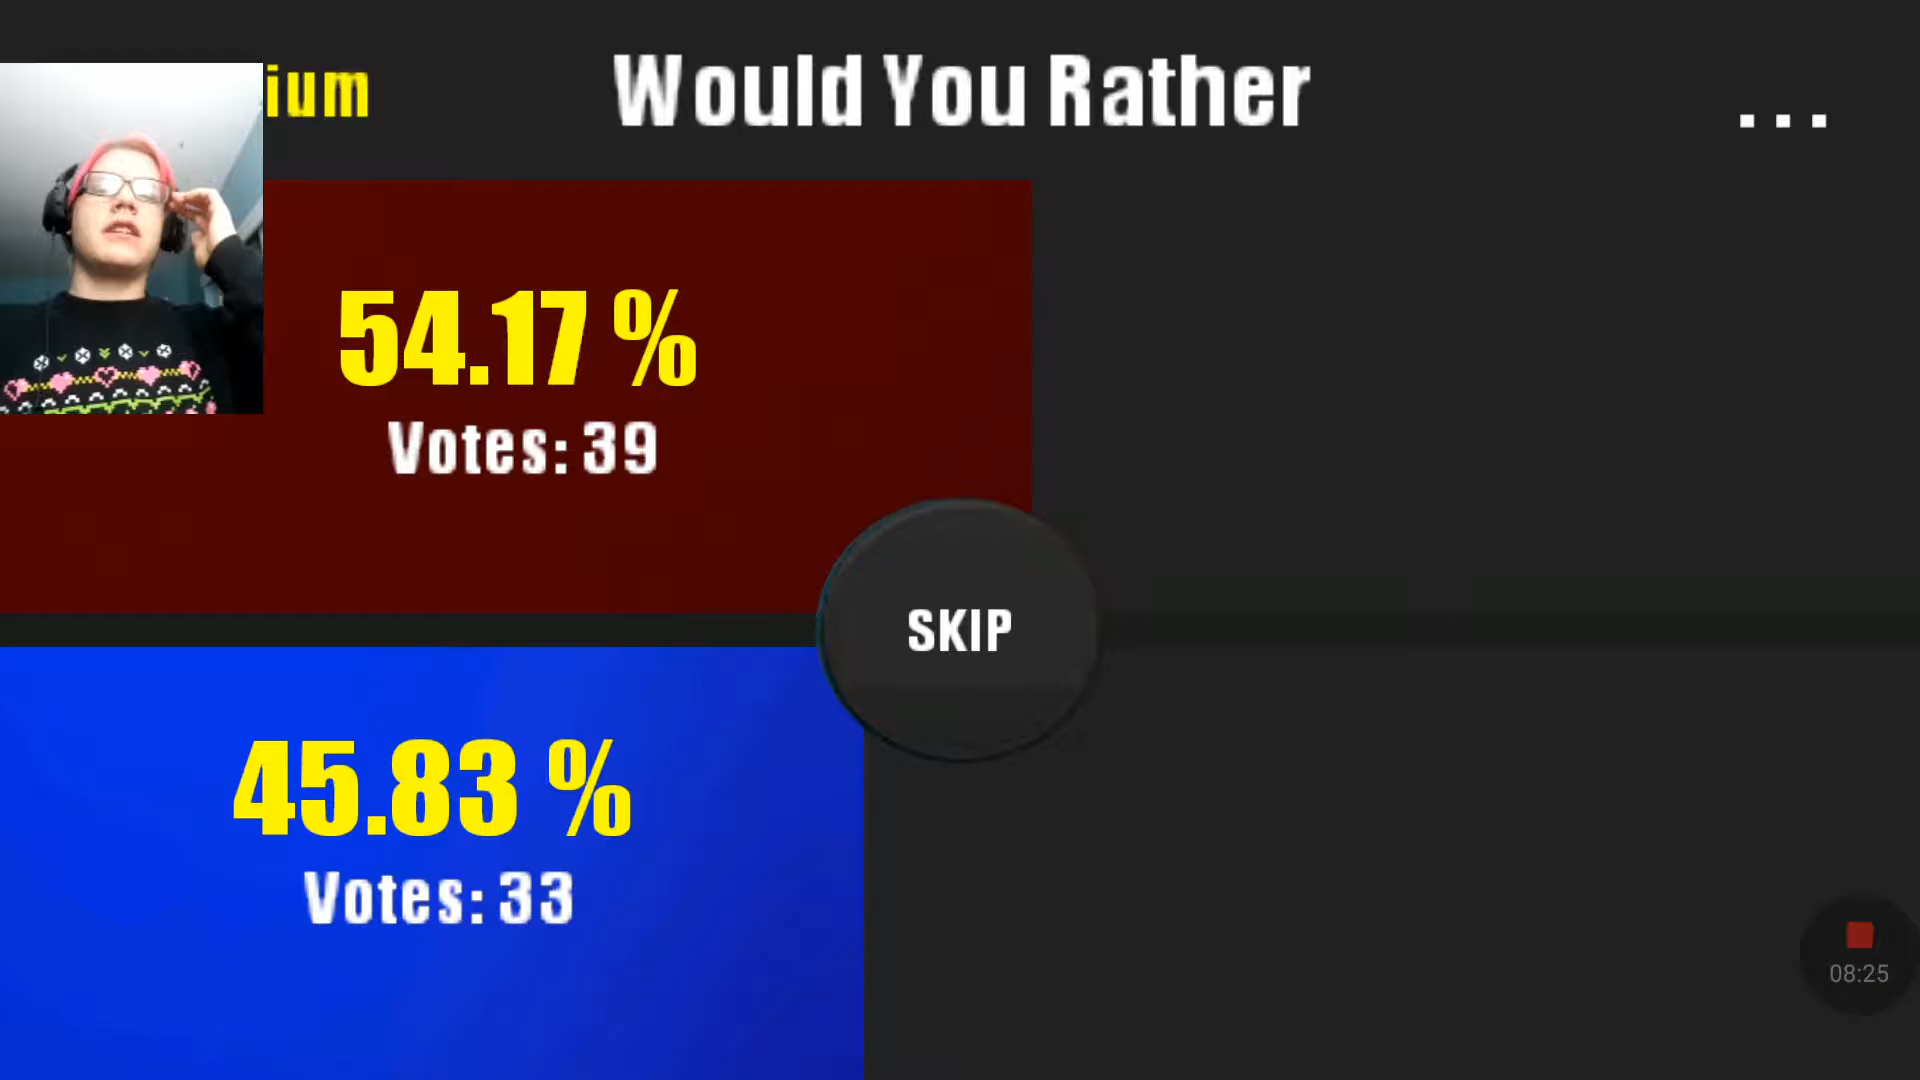 ium
Would You Rather
...
54.17 %
Votes: 39
SKIP
45.83 %
Votes: 33
08:25